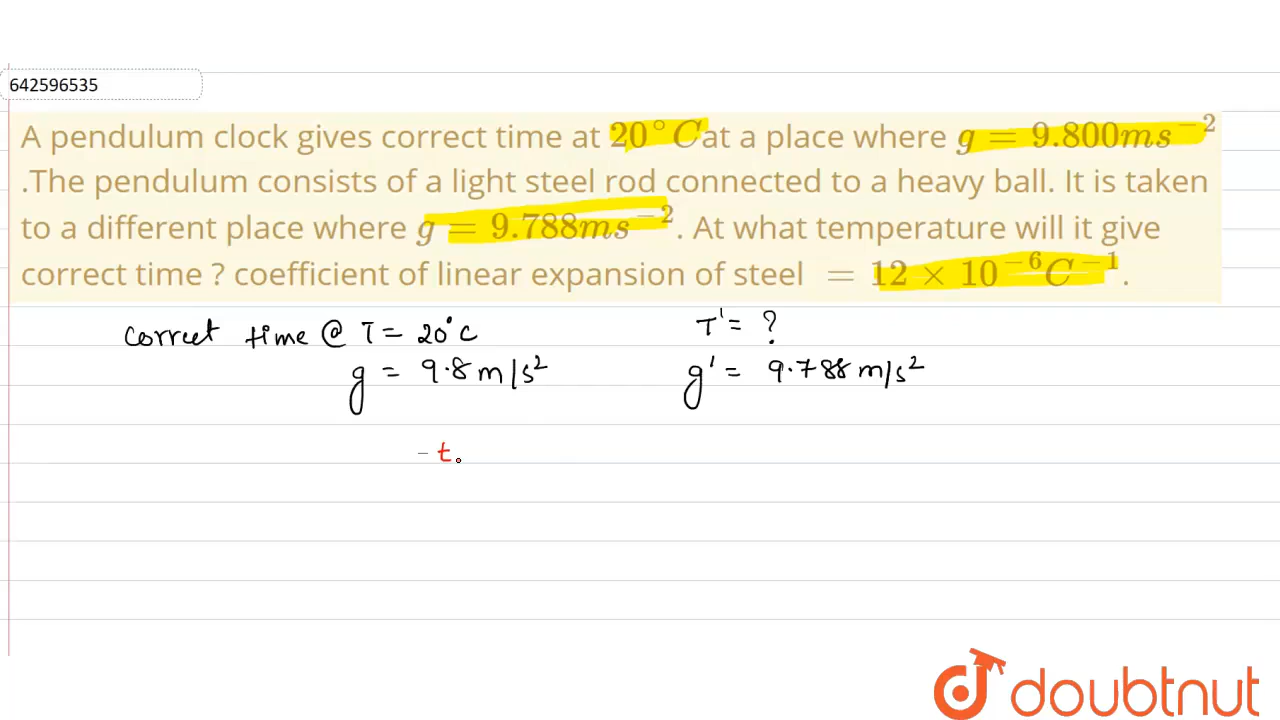 642596535
A pendulum clock gives correct time at 20°C at a place where g = 9.800ms⁻²
.The pendulum consists of a light steel rod connected to a heavy ball. It is taken
to a different place where g = 9.788ms⁻². At what temperature will it give
correct time ? coefficient of linear expansion of steel = 12 × 10⁻⁶C⁻¹.
Correct time @ T = 20°C T' = ?
g = 9.8 m/s² g' = 9.788 m/s²
- t
doubtnut